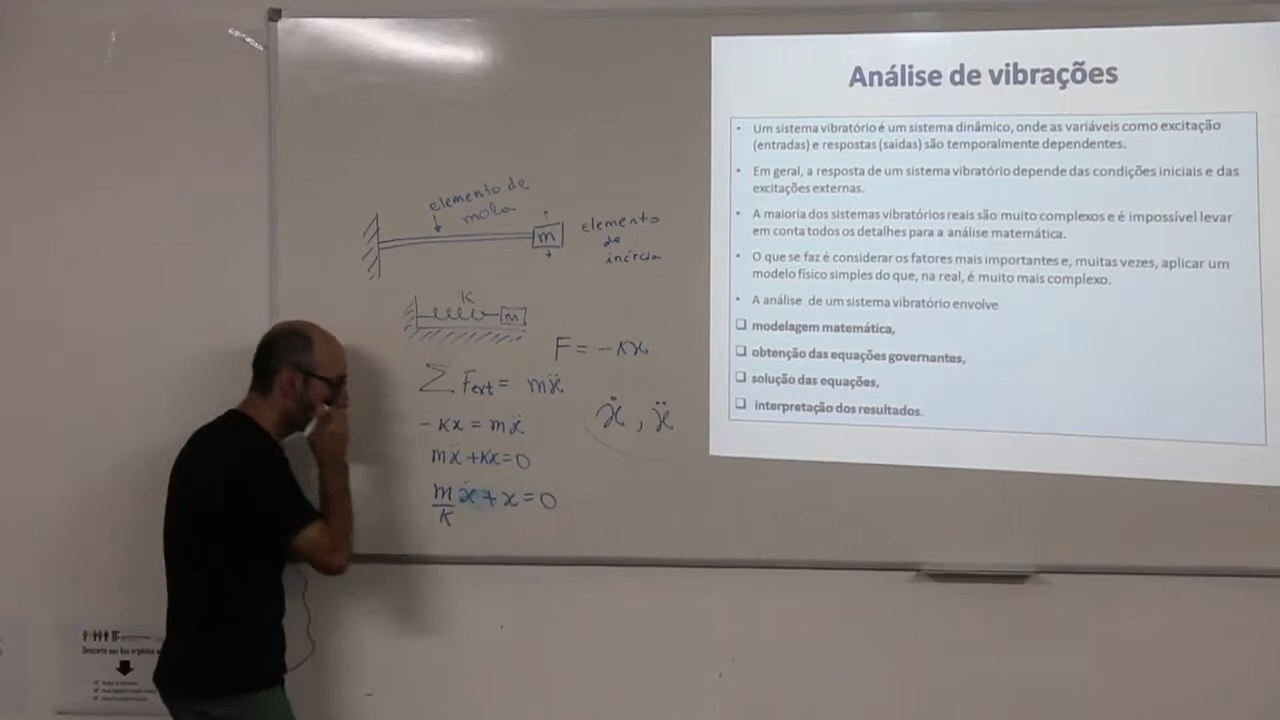 elemento de
mola
m
elemento
de
inércia
K
m
F = -Kx
∑ Fext = mẍ
ẋ , ẍ
-Kx = mẍ
mẍ +Kx=0
m/K ẍ + x = 0
Análise de vibrações
• Um sistema vibratório é um sistema dinâmico, onde as variáveis como excitação
(entradas) e respostas (saídas) são temporalmente dependentes.
• Em geral, a resposta de um sistema vibratório depende das condições iniciais e das
excitações externas.
• A maioria dos sistemas vibratórios reais são muito complexos e é impossível levar
em conta todos os detalhes para a análise matemática.
• O que se faz é considerar os fatores mais importantes e, muitas vezes, aplicar um
modelo físico simples do que, na real, é muito mais complexo.
• A análise de um sistema vibratório envolve
❑ modelagem matemática,
❑ obtenção das equações governantes,
❑ solução das equações,
❑ interpretação dos resultados.